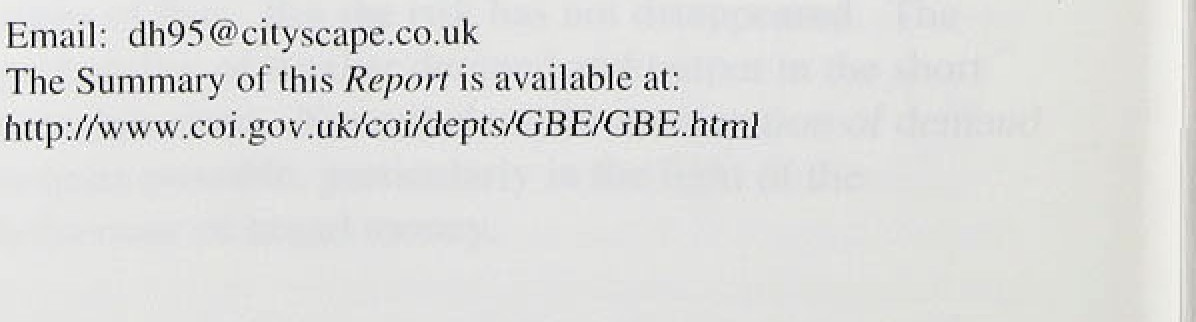 Email: dh95@cityscape.co.uk
The Summary of this Report is available at:
http://www.coi.gov.uk/coi/depts/GBE/GBE.html